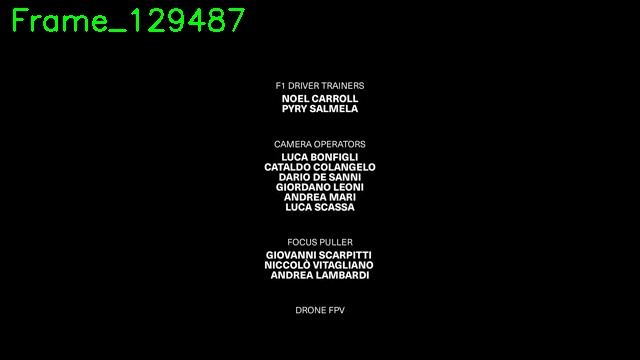 Frame_129487
F1 DRIVER TRAINERS
NOEL CARROLL
PYRY SALMELA
CAMERA OPERATORS
LUCA BONFIGLI
CATALDO COLANGELO
DARIO DE SANNI
GIORDANO LEONI
ANDREA MARI
LUCA SCASSA
FOCUS PULLER
GIOVANNI SCARPITTI
NICCOLÒ VITAGLIANO
ANDREA LAMBARDI
DRONE FPV